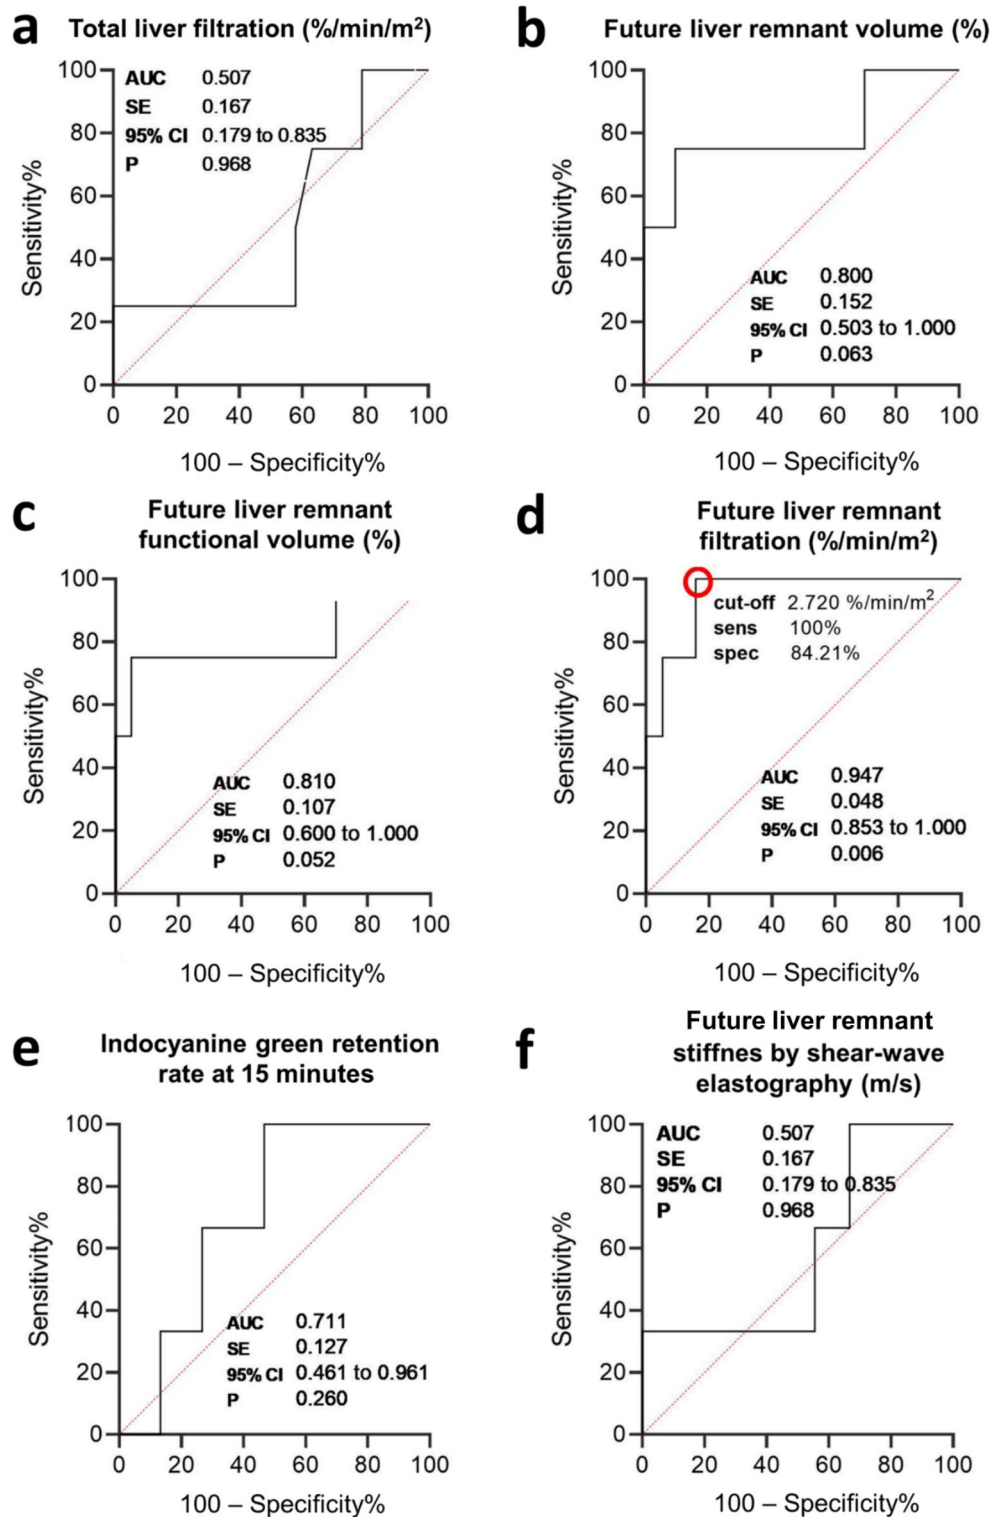 a Total liver filtration (%/min/m²)
AUC 0.507
SE 0.167
95% CI 0.179 to 0.835
P 0.968
Sensitivity%
100
80
60
40
20
0
0 20 40 60 80 100
100 – Specificity%
b Future liver remnant volume (%)
Sensitivity%
100
80
60
40
20
0
AUC 0.800
SE 0.152
95% CI 0.503 to 1.000
P 0.063
0 20 40 60 80 100
100 – Specificity%
c Future liver remnant
functional volume (%)
Sensitivity%
100
80
60
40
20
0
AUC 0.810
SE 0.107
95% CI 0.600 to 1.000
P 0.052
0 20 40 60 80 100
100 – Specificity%
d Future liver remnant
filtration (%/min/m²)
Sensitivity%
100
80
60
40
20
0
cut-off 2.720 %/min/m²
sens 100%
spec 84.21%
AUC 0.947
SE 0.048
95% CI 0.853 to 1.000
P 0.006
0 20 40 60 80 100
100 – Specificity%
e Indocyanine green retention
rate at 15 minutes
Sensitivity%
100
80
60
40
20
0
AUC 0.711
SE 0.127
95% CI 0.461 to 0.961
P 0.260
0 20 40 60 80 100
100 – Specificity%
f Future liver remnant
stiffnes by shear-wave
elastography (m/s)
Sensitivity%
100
80
60
40
20
0
AUC 0.507
SE 0.167
95% CI 0.179 to 0.835
P 0.968
0 20 40 60 80 100
100 – Specificity%